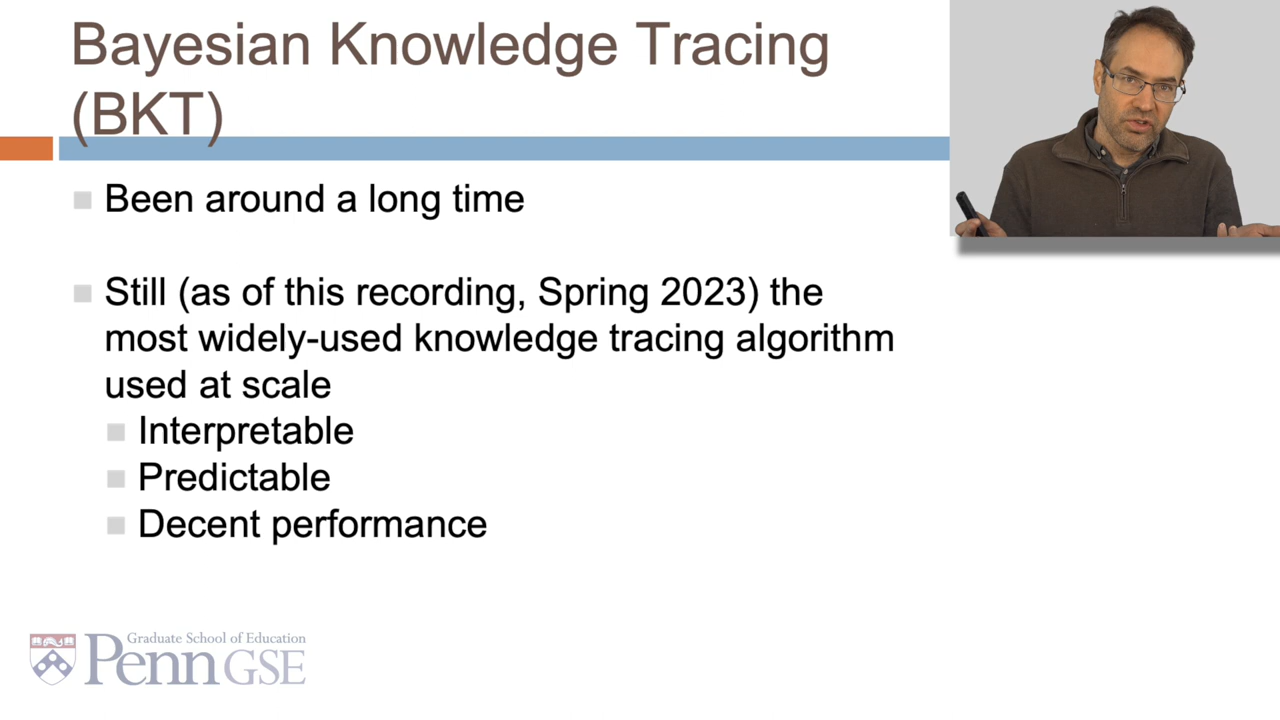 Bayesian Knowledge Tracing
(BKT)
Been around a long time
Still (as of this recording, Spring 2023) the
most widely-used knowledge tracing algorithm
used at scale
Interpretable
Predictable
Decent performance
Graduate School of Education
Penn GSE